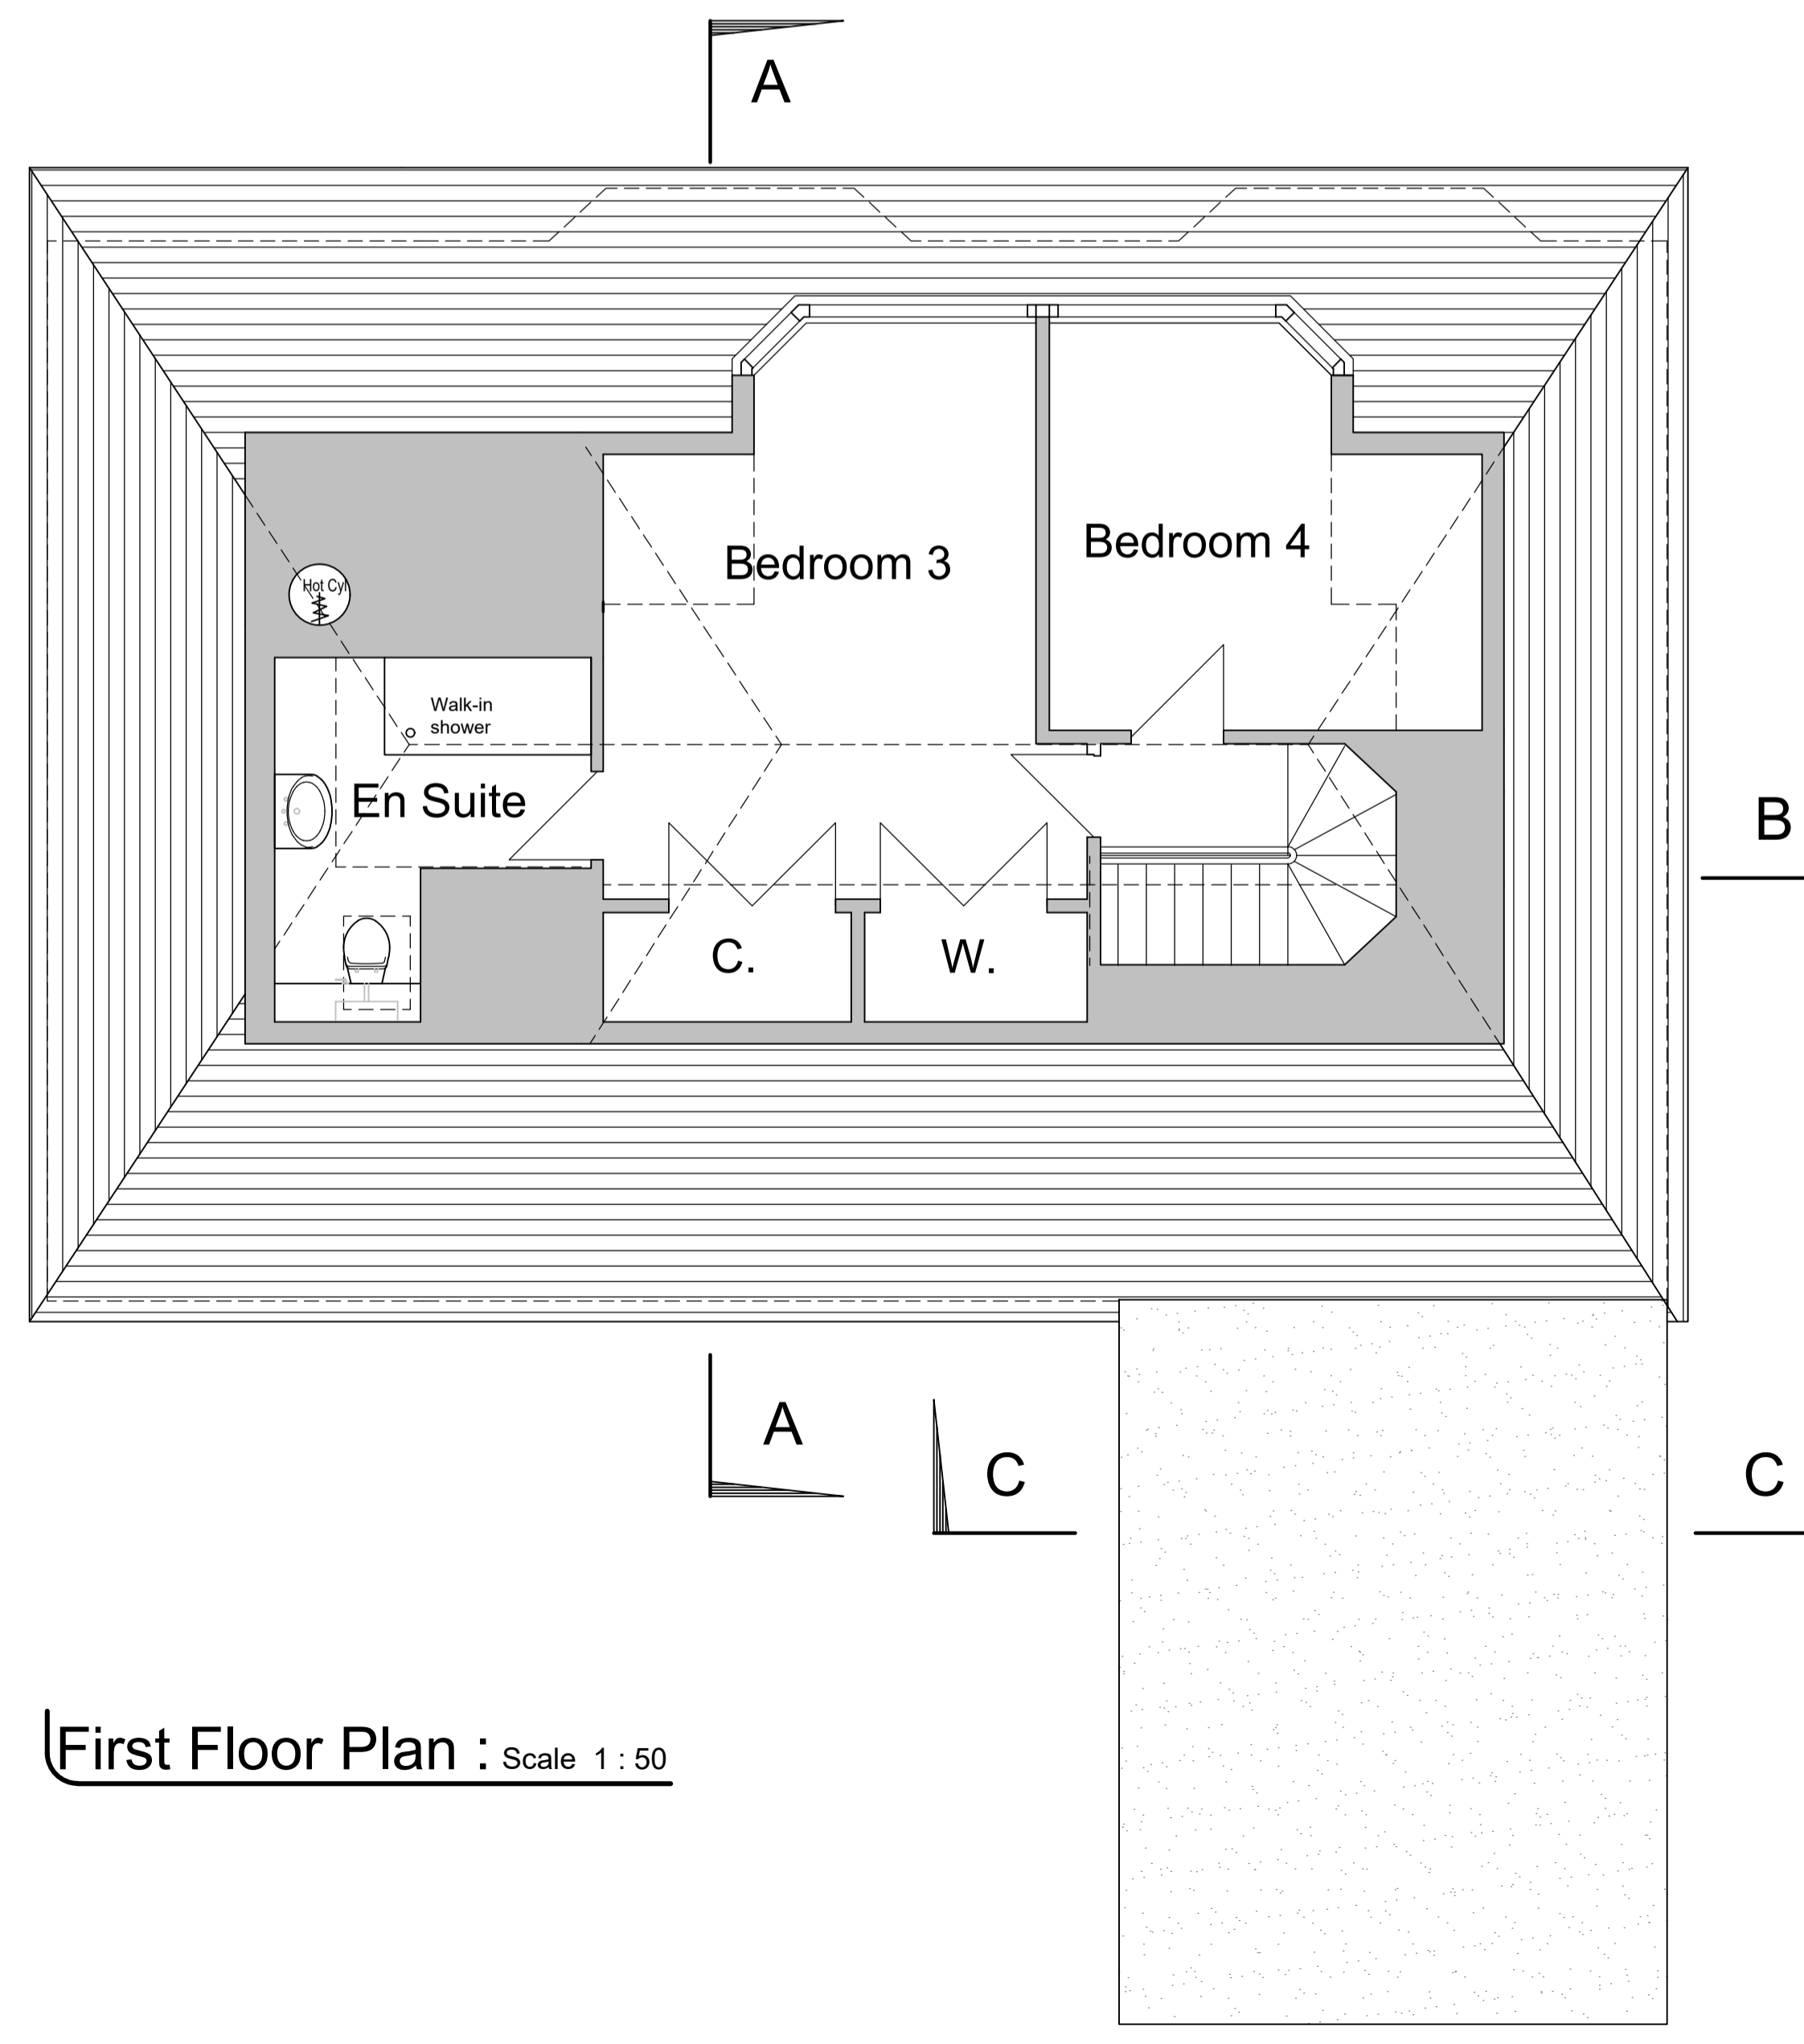 A
Bedroom 3
Bedroom 4
Hot Cyl
Walk-in
shower
En Suite
B
C.
W.
A
C
C
First Floor Plan : Scale 1 : 50